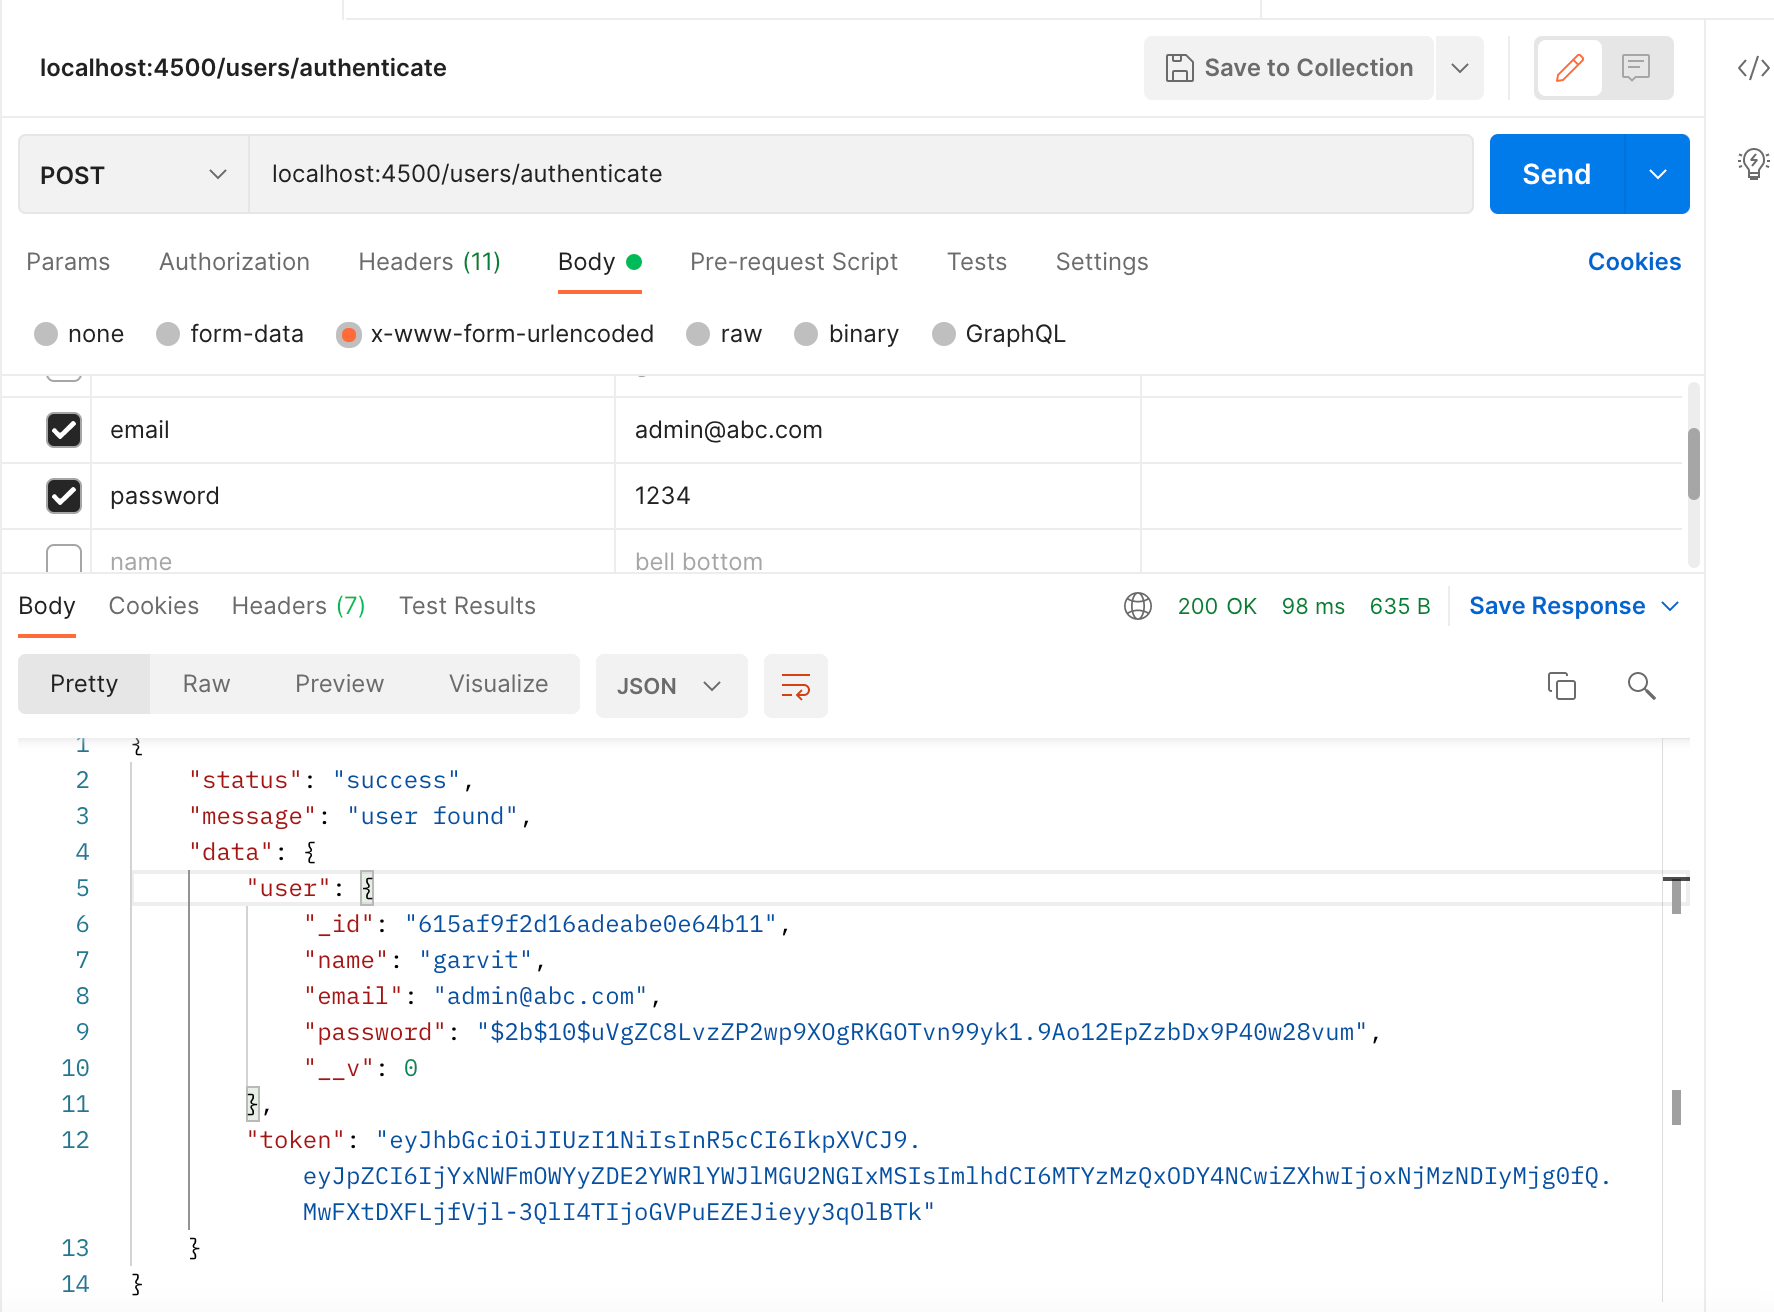 localhost:4500/users/authenticate
Save to Collection
POST
localhost:4500/users/authenticate
Send
Params Authorization Headers (11) Body Pre-request Script Tests Settings Cookies
none form-data x-www-form-urlencoded raw binary GraphQL
email admin@abc.com
password 1234
name bell bottom
Body Cookies Headers (7) Test Results 200 OK 98 ms 635 B Save Response
Pretty Raw Preview Visualize JSON
1 {
2 "status": "success",
3 "message": "user found",
4 "data": {
5 "user": {
6 "_id": "615af9f2d16adeabe0e64b11",
7 "name": "garvit",
8 "email": "admin@abc.com",
9 "password": "$2b$10$uVgZC8LvzZP2wp9XOgRKGOTvn99yk1.9Ao12EpZzbDx9P40w28vum",
10 "__v": 0
11 },
12 "token": "eyJhbGciOiJIUzI1NiIsInR5cCI6IkpXVCJ9.
eyJpZCI6IjYxNWFmOWYyZDE2YWRlYWJlMGU2NGIxMSIsImlhdCI6MTYzMzQxODY4NCwiZXhwIjoxNjMzNDIyMjg0fQ.
MwFXtDXFLjfVjl-3QlI4TIjoGVPuEZEJieyy3qOlBTk"
13 }
14 }